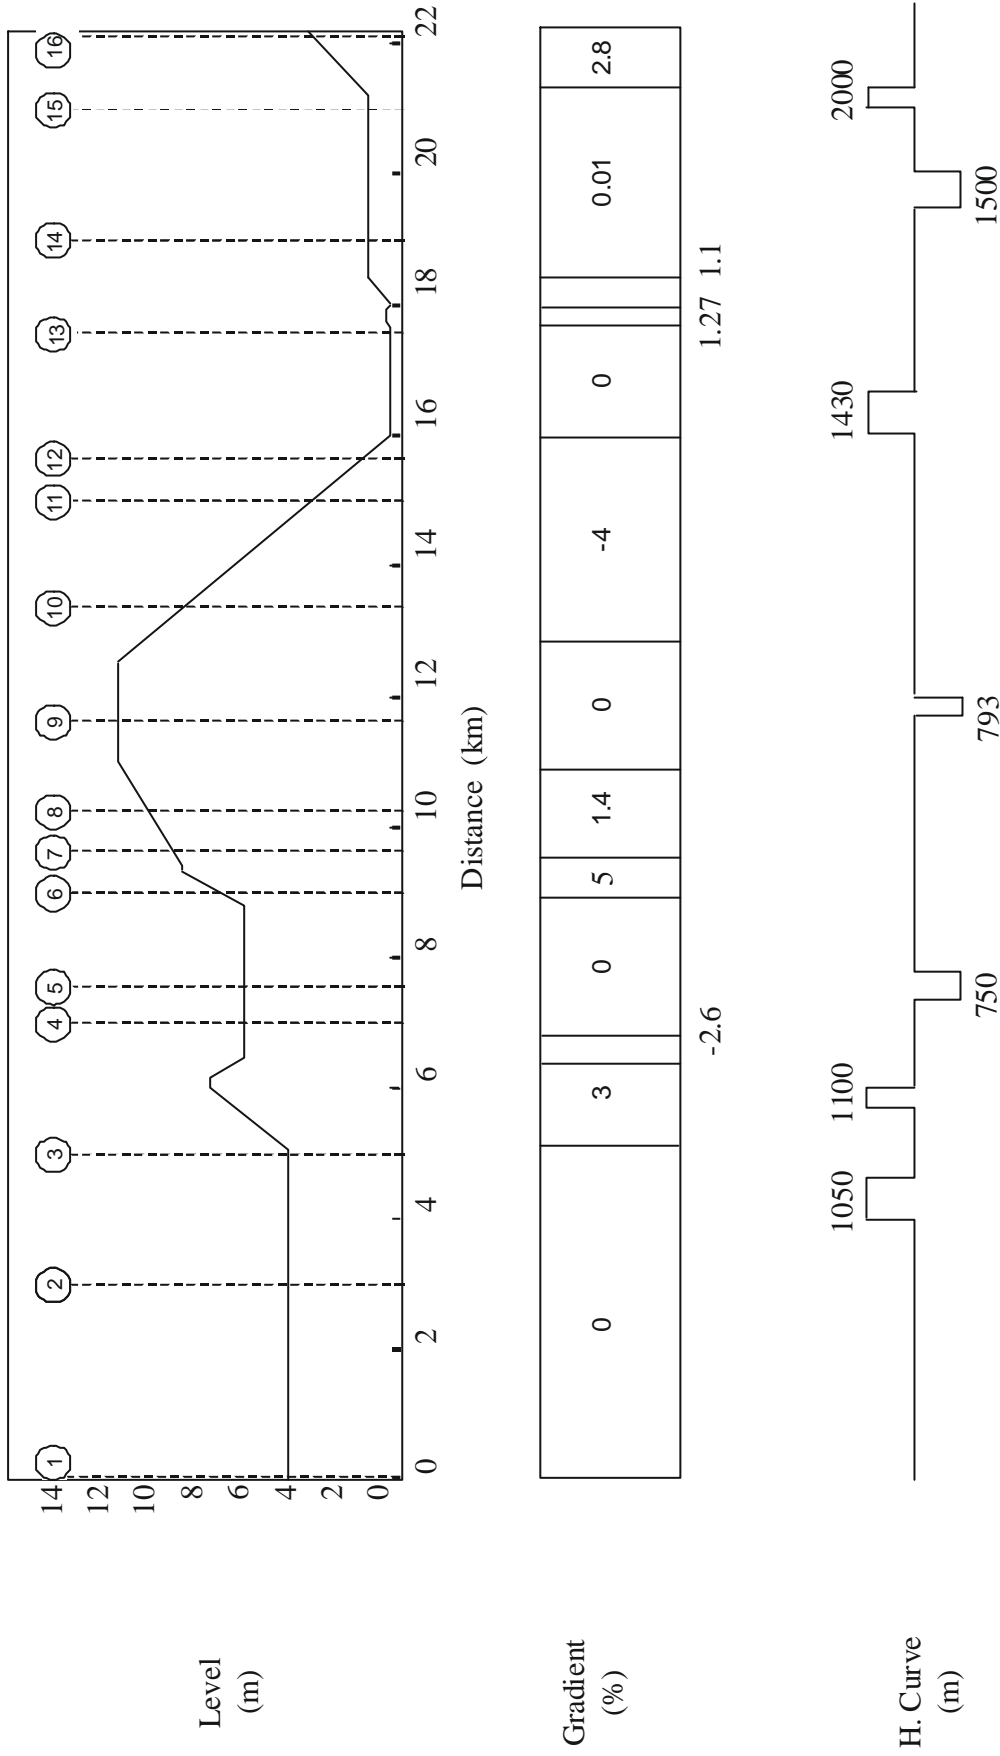 1 2 3 4 5 6 7 8 9 10 11 12 13 14 15 16
14
12
10
8
6
4
2
0
Level
(m)
0 2 4 6 8 10 12 14 16 18 20 22
Distance (km)
Gradient
(%)
0 3 0 5 1.4 0 -4 0 0.01 2.8
-2.6 1.27 1.1
H. Curve
(m)
1050 1100 1430 2000
750 793 1500